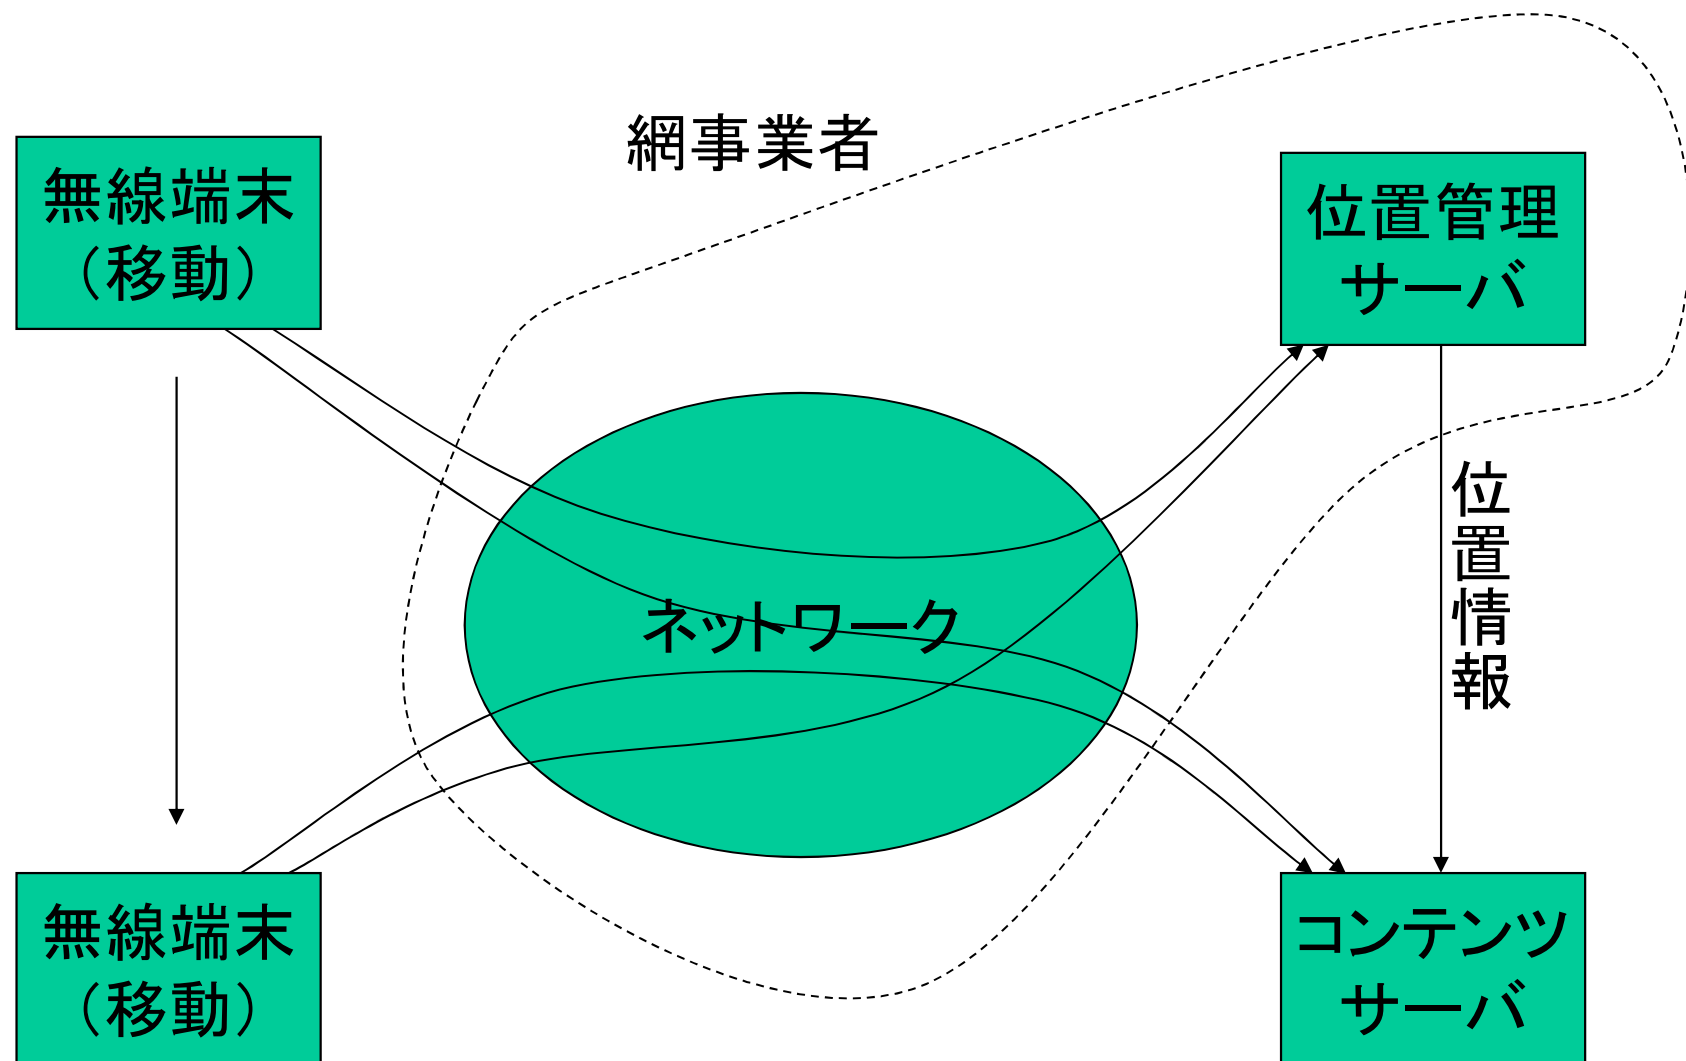 網事業者
無線端末
（移動）
位置管理
サーバ
ネットワーク
位置情報
無線端末
（移動）
コンテンツ
サーバ